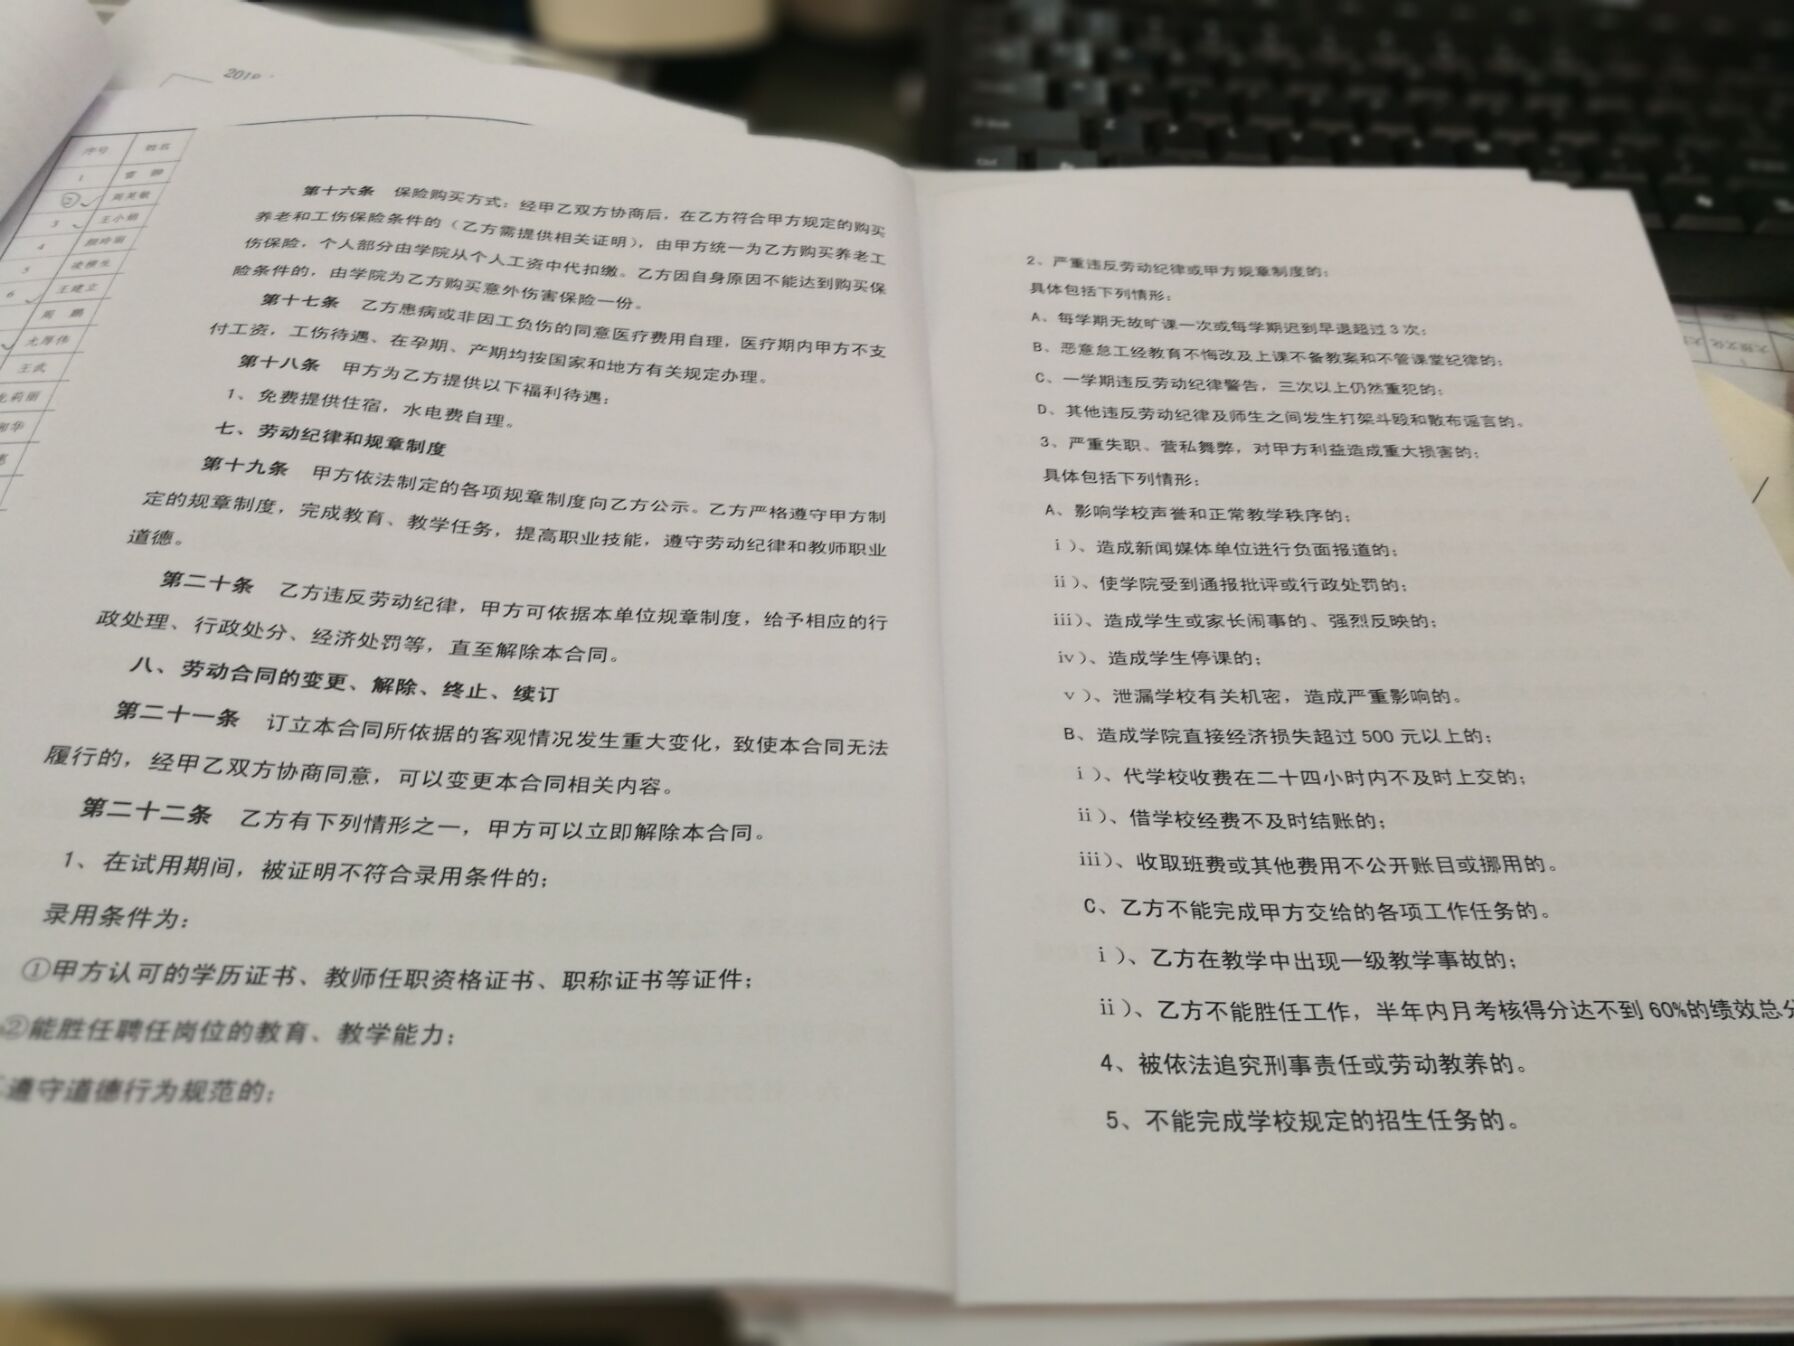 序号 姓名
1
2
3 王小娟
4
5
6 王建立
周 鹏
尤厚伟
王武
第十六条 保险购买方式：经甲乙双方协商后，在乙方符合甲方规定的购买
养老和工伤保险条件的（乙方需提供相关证明），由甲方统一为乙方购买养老工
伤保险，个人部分由学院从个人工资中代扣缴。乙方因自身原因不能达到购买保
险条件的，由学院为乙方购买意外伤害保险一份。
第十七条 乙方患病或非因工负伤的同意医疗费用自理，医疗期内甲方不支
付工资，工伤待遇、在孕期、产期均按国家和地方有关规定办理。
第十八条 甲方为乙方提供以下福利待遇：
1、免费提供住宿，水电费自理。
七、劳动纪律和规章制度
第十九条 甲方依法制定的各项规章制度向乙方公示。乙方严格遵守甲方制
定的规章制度，完成教育、教学任务，提高职业技能，遵守劳动纪律和教师职业
道德。
第二十条 乙方违反劳动纪律，甲方可依据本单位规章制度，给予相应的行
政处理、行政处分、经济处罚等，直至解除本合同。
八、劳动合同的变更、解除、终止、续订
第二十一条 订立本合同所依据的客观情况发生重大变化，致使本合同无法
履行的，经甲乙双方协商同意，可以变更本合同相关内容。
第二十二条 乙方有下列情形之一，甲方可以立即解除本合同。
1、在试用期间，被证明不符合录用条件的；
录用条件为：
①甲方认可的学历证书、教师任职资格证书、职称证书等证件；
②能胜任聘任岗位的教育、教学能力；
遵守道德行为规范的；
2、严重违反劳动纪律或甲方规章制度的；
具体包括下列情形：
A、每学期无故旷课一次或每学期迟到早退超过3次；
B、恶意怠工经教育不悔改及上课不备教案和不管课堂纪律的；
C、一学期违反劳动纪律警告，三次以上仍然重犯的；
D、其他违反劳动纪律及师生之间发生打架斗殴和散布谣言的。
3、严重失职、营私舞弊，对甲方利益造成重大损害的；
具体包括下列情形：
A、影响学校声誉和正常教学秩序的；
ⅰ）、造成新闻媒体单位进行负面报道的；
ⅱ）、使学院受到通报批评或行政处罚的；
ⅲ）、造成学生或家长闹事的、强烈反映的；
ⅳ）、造成学生停课的；
ⅴ）、泄漏学校有关机密，造成严重影响的。
B、造成学院直接经济损失超过500元以上的；
ⅰ）、代学校收费在二十四小时内不及时上交的；
ⅱ）、借学校经费不及时结账的；
ⅲ）、收取班费或其他费用不公开账目或挪用的。
C、乙方不能完成甲方交给的各项工作任务的。
ⅰ）、乙方在教学中出现一级教学事故的；
ⅱ）、乙方不能胜任工作，半年内月考核得分达不到60%的绩效总分
4、被依法追究刑事责任或劳动教养的。
5、不能完成学校规定的招生任务的。